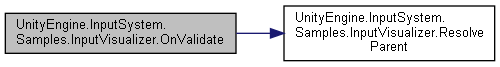 UnityEngine.InputSystem.
Samples.InputVisualizer.OnValidate
UnityEngine.InputSystem.
Samples.InputVisualizer.Resolve
Parent